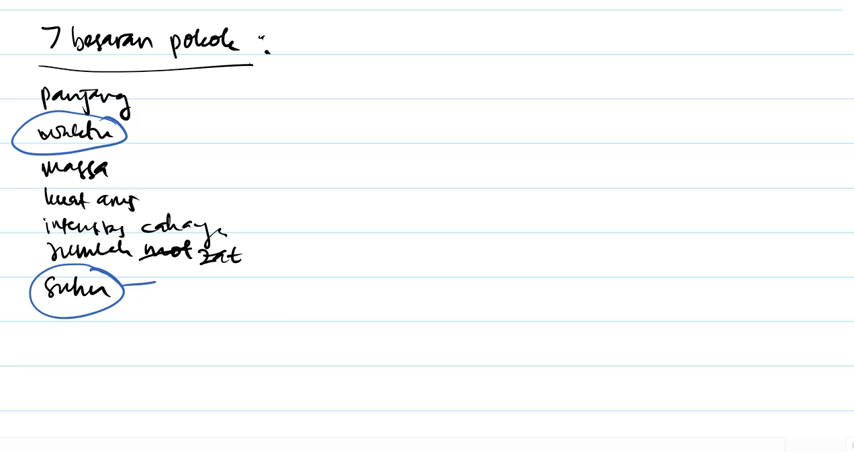 7 besaran pokok :
panjang
waktu
massa
kuat arus
intensitas cahaya
Jumlah mol zat
Suhu